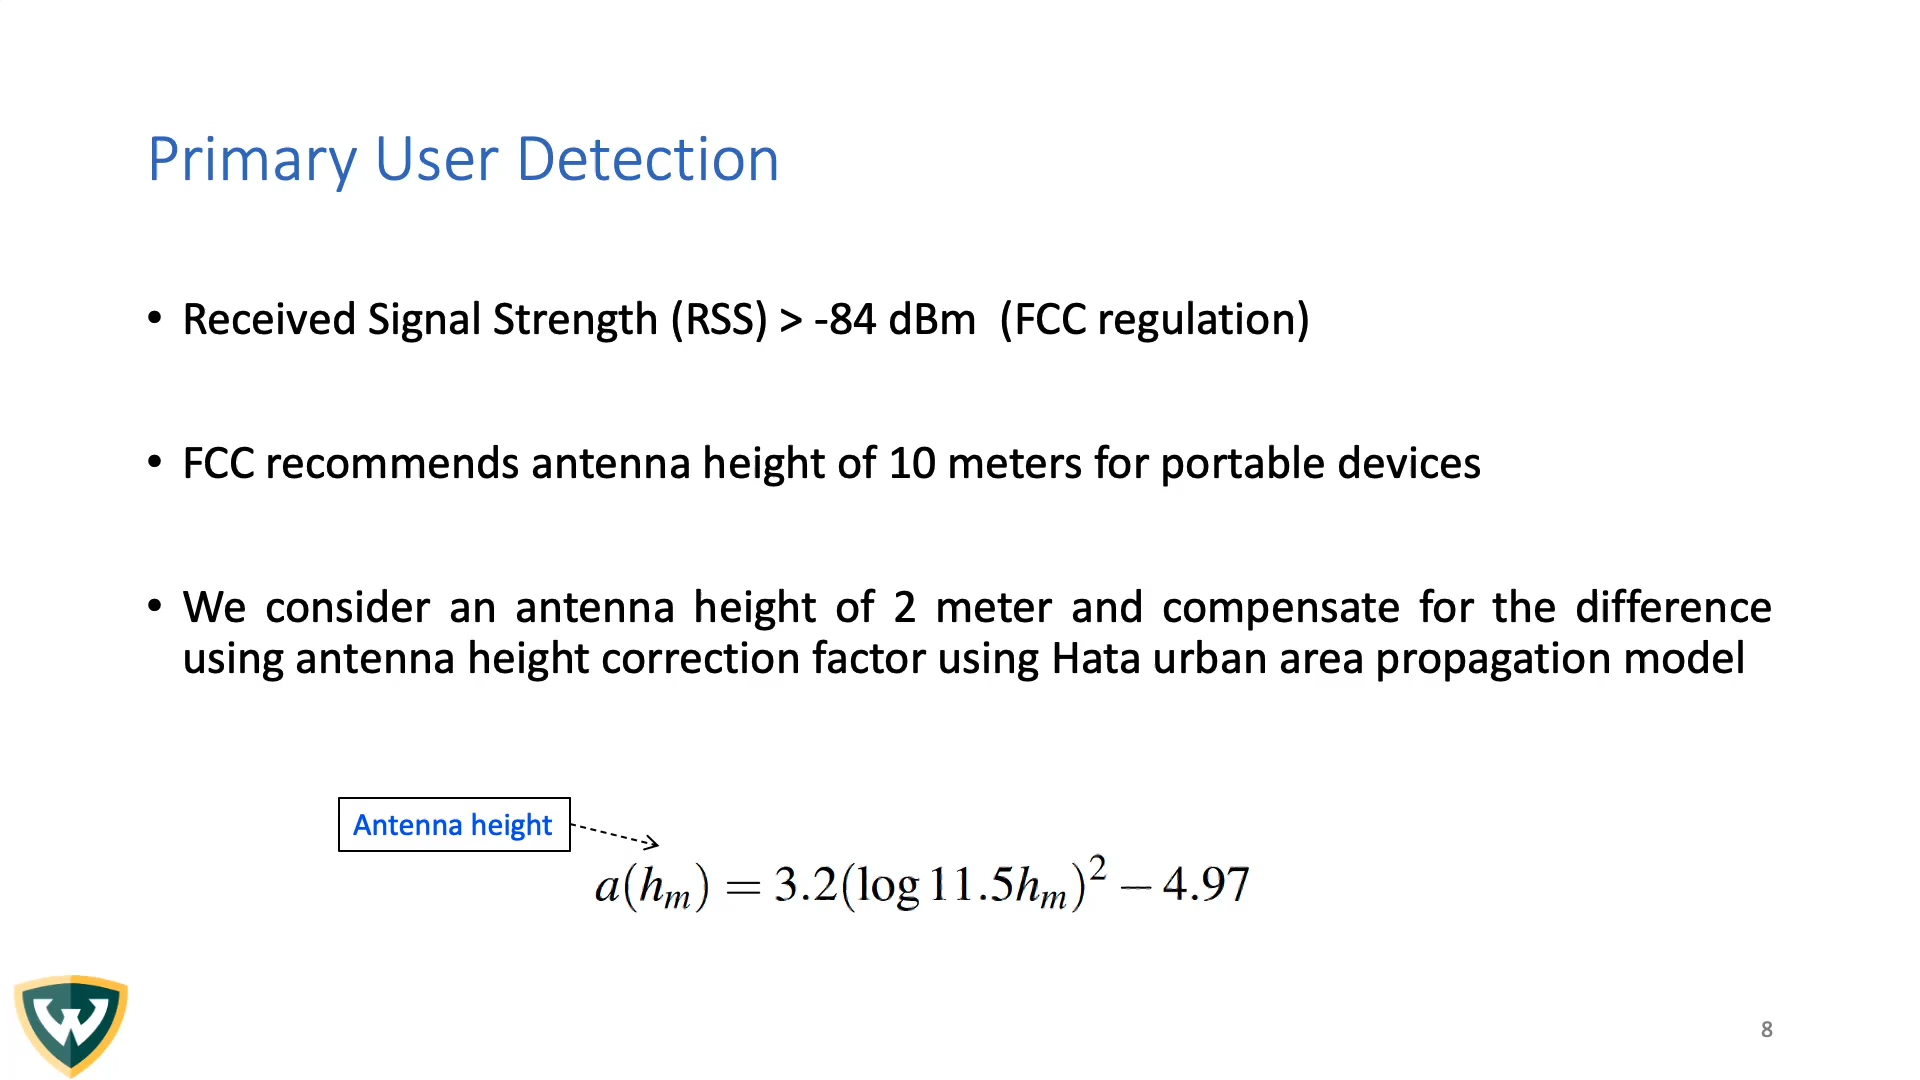 Primary User Detection
• Received Signal Strength (RSS) > -84 dBm (FCC regulation)
• FCC recommends antenna height of 10 meters for portable devices
• We consider an antenna height of 2 meter and compensate for the difference
using antenna height correction factor using Hata urban area propagation model
Antenna height
a(hₘ) = 3.2(log 11.5hₘ)² − 4.97
W
8